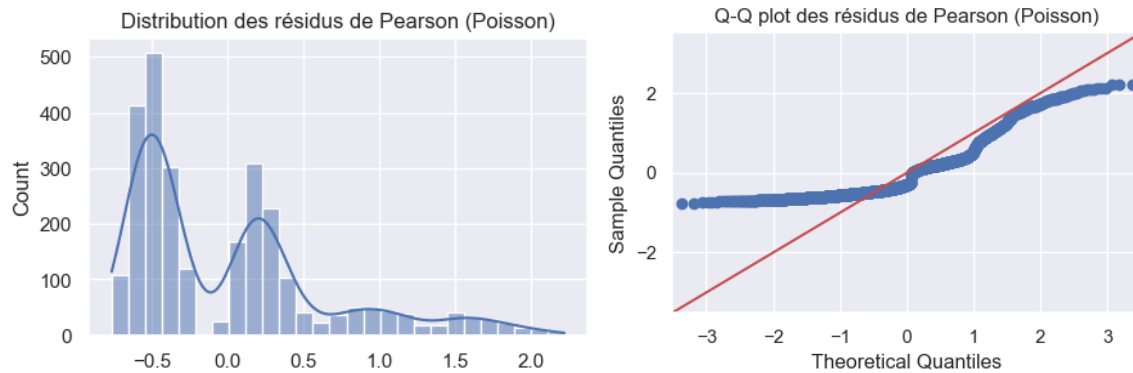 Distribution des résidus de Pearson (Poisson)
500
400
300
200
100
0
Count
−0.5 0.0 0.5 1.0 1.5 2.0
Q-Q plot des résidus de Pearson (Poisson)
2
0
−2
Sample Quantiles
−3 −2 −1 0 1 2 3
Theoretical Quantiles